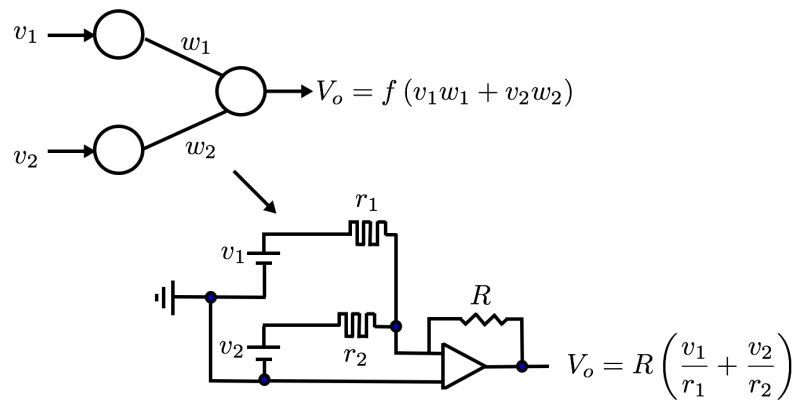 v₁
w₁
Vₒ = f (v₁w₁ + v₂w₂)
v₂
w₂
r₁
v₁
R
v₂
r₂
Vₒ = R (v₁/r₁ + v₂/r₂)